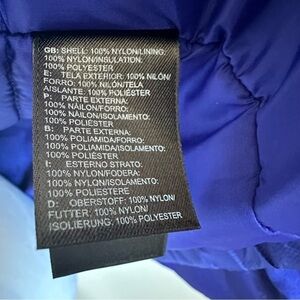 GB: SHELL: 100% NYLON/LINING:
100% NYLON/INSULATION:
100% POLYESTER
E: TELA EXTERIOR: 100% NILÓN/
FORRO: 100% NILÓN/TELA
AISLANTE: 100% POLIÉSTER
P: PARTE EXTERNA:
100% NÁILON/FORRO:
100% NÁILON/ISOLAMENTO:
100% POLIÉSTER
B: PARTE EXTERNA:
100% POLIAMIDA/FORRO:
100% POLIAMIDA/ISOLAMENTO:
100% POLIÉSTER
I: ESTERNO STRATO:
100% NYLON/FODERA:
100% NYLON/ISOLAMENTO:
100% POLIESTERE
D: OBERSTOFF: 100% NYLON/
FUTTER: 100% NYLON/
ISOLIERUNG: 100% POLYESTER